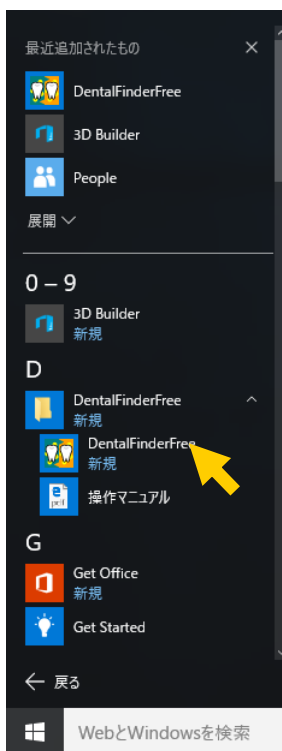 最近追加されたもの
DentalFinderFree
3D Builder
People
展開
0 – 9
3D Builder
新規
D
DentalFinderFree
新規
DentalFinderFree
新規
操作マニュアル
G
Get Office
新規
Get Started
戻る
WebとWindowsを検索